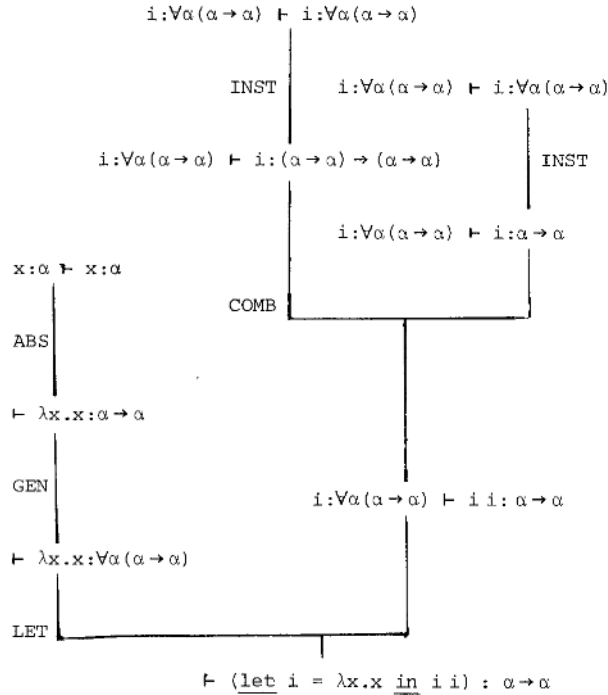 i:∀α(α→α) ⊢ i:∀α(α→α)
INST
i:∀α(α→α) ⊢ i:∀α(α→α)
i:∀α(α→α) ⊢ i:(α→α)→(α→α)
INST
i:∀α(α→α) ⊢ i:α→α
x:α ⊢ x:α
COMB
ABS
⊢ λx.x:α→α
GEN
i:∀α(α→α) ⊢ i i: α→α
⊢ λx.x:∀α(α→α)
LET
⊢ (let i = λx.x in i i) : α→α